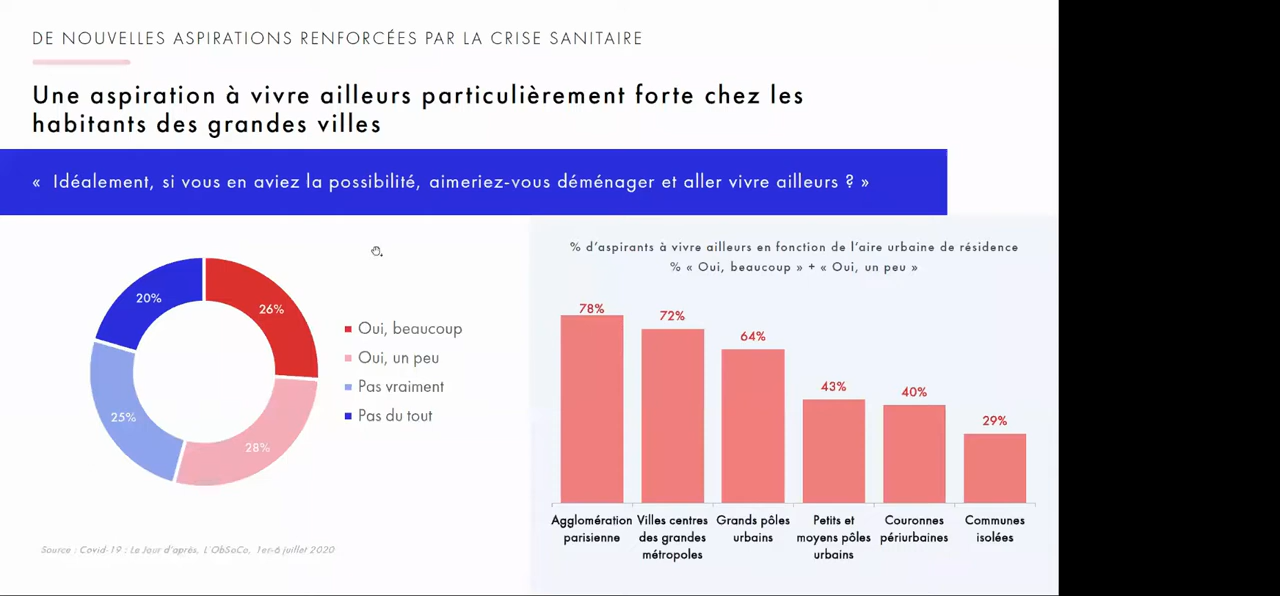 DE NOUVELLES ASPIRATIONS RENFORCÉES PAR LA CRISE SANITAIRE
Une aspiration à vivre ailleurs particulièrement forte chez les
habitants des grandes villes
« Idéalement, si vous en aviez la possibilité, aimeriez-vous déménager et aller vivre ailleurs ? »
20%
26%
25%
28%
Oui, beaucoup
Oui, un peu
Pas vraiment
Pas du tout
Source : Covid-19 : Le Jour d'après, L'ObSoCo, 1er-6 juillet 2020
% d'aspirants à vivre ailleurs en fonction de l'aire urbaine de résidence
% « Oui, beaucoup » + « Oui, un peu »
78%
72%
64%
43%
40%
29%
Agglomération
parisienne
Villes centres
des grandes
métropoles
Grands pôles
urbains
Petits et
moyens pôles
urbains
Couronnes
périurbaines
Communes
isolées